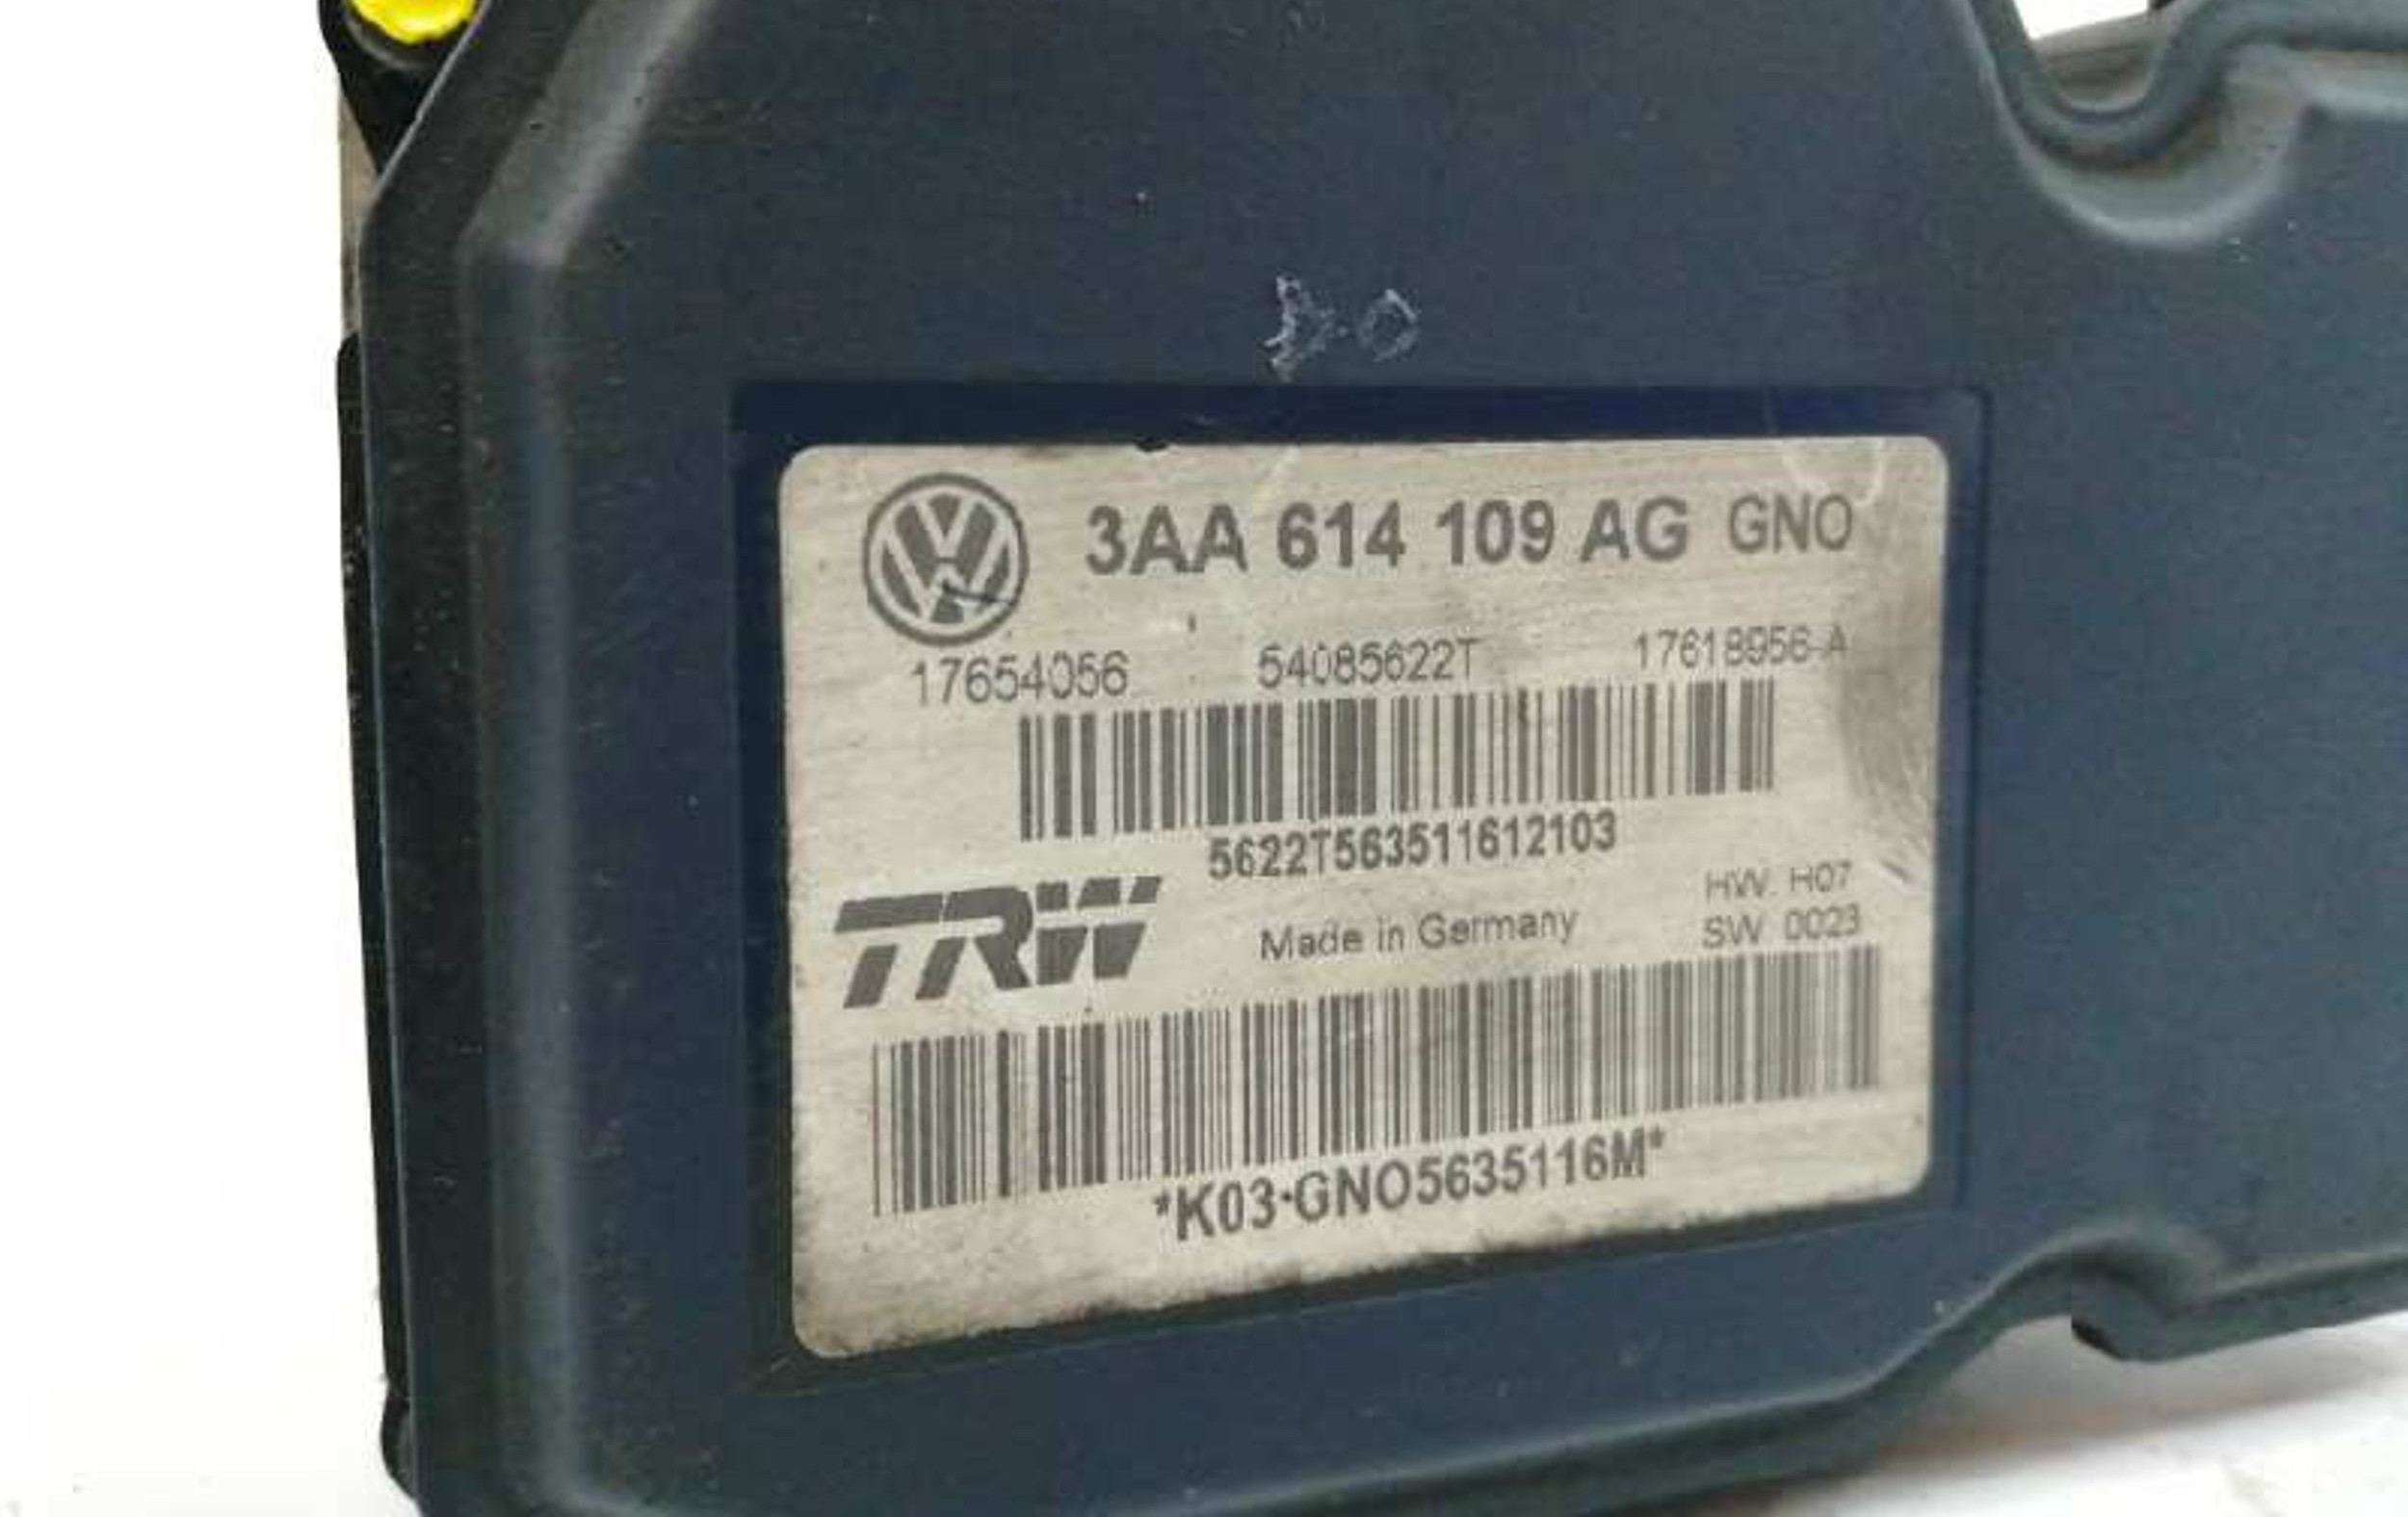 3AA 614 109 AG GNO
17654056 54085622T 17618956-A
5622T563511612103
TRW Made in Germany HW H07
SW 0023
*K03-GNO5635116M*